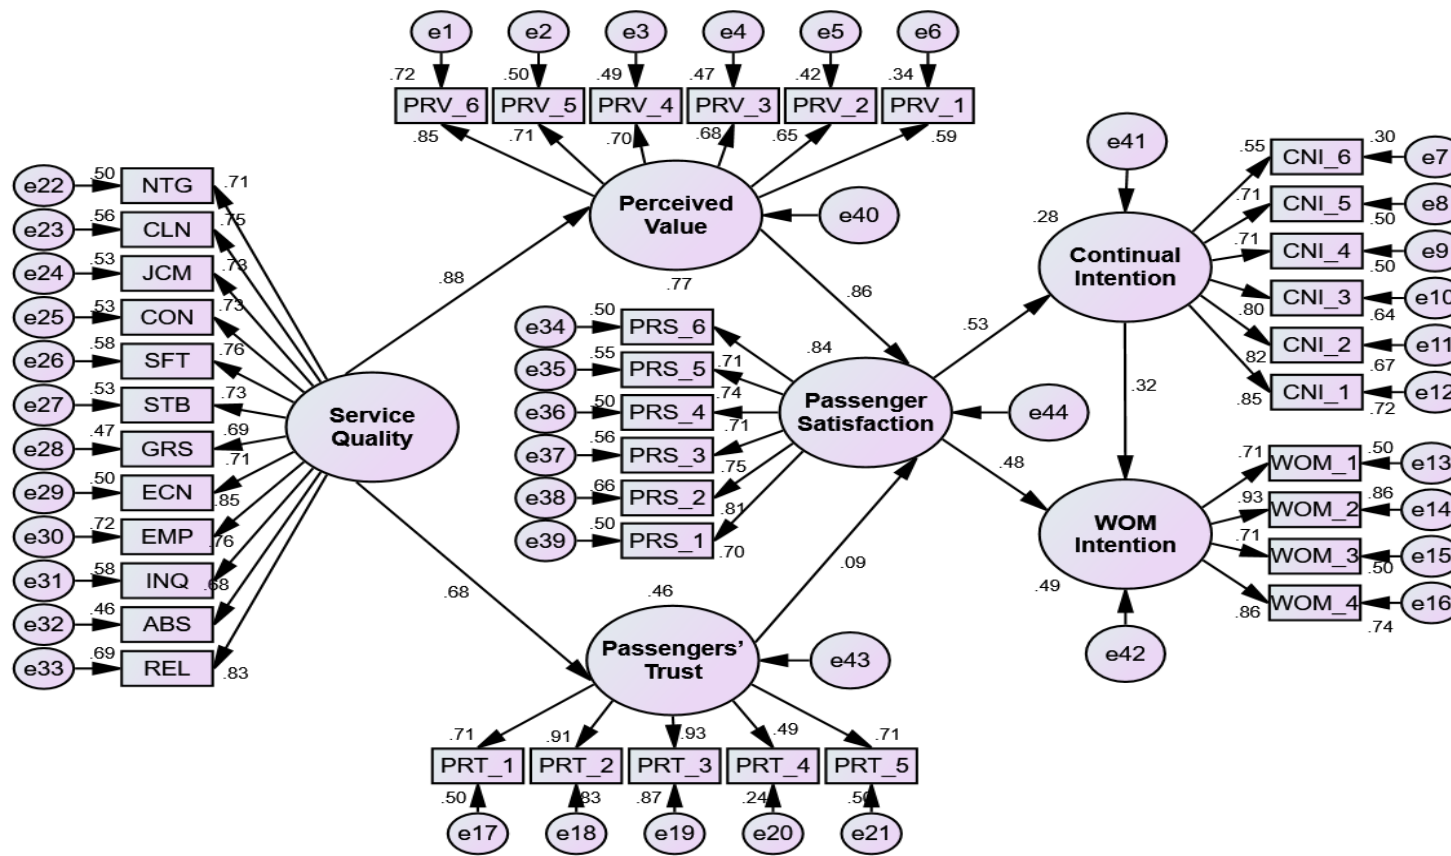 e1 e2 e3 e4 e5 e6
.72 .50 .49 .47 .42 .34
PRV_6 PRV_5 PRV_4 PRV_3 PRV_2 PRV_1
.85 .71 .70 .68 .65 .59
e22 .50 NTG .71
e23 .56 CLN .75
e24 .53 JCM .73
e25 .53 CON .73
e26 .58 SFT .76
e27 .53 STB .73
e28 .47 GRS .69
e29 .50 ECN .71
e30 .72 EMP .85
e31 .58 INQ .76
e32 .46 ABS .68
e33 .69 REL .83
Service
Quality
.88
.68
Perceived
Value
.77
e40
.86
e34 .50 PRS_6 .71
e35 .55 PRS_5 .74
e36 .50 PRS_4 .71
e37 .56 PRS_3 .75
e38 .66 PRS_2 .81
e39 .50 PRS_1 .70
.84
Passenger
Satisfaction
e44
.53
.48
.09
.46
Passengers’
Trust
e43
.71 .91 .93 .49 .71
PRT_1 PRT_2 PRT_3 PRT_4 PRT_5
.50 .83 .87 .24 .50
e17 e18 e19 e20 e21
e41
.28
Continual
Intention
.32
.55 CNI_6 .30 e7
.71 CNI_5 .50 e8
.71 CNI_4 .50 e9
.80 CNI_3 .64 e10
.82 CNI_2 .67 e11
.85 CNI_1 .72 e12
WOM
Intention
.49
e42
.71 WOM_1 .50 e13
.93 WOM_2 .86 e14
.71 WOM_3 .50 e15
.86 WOM_4 .74 e16